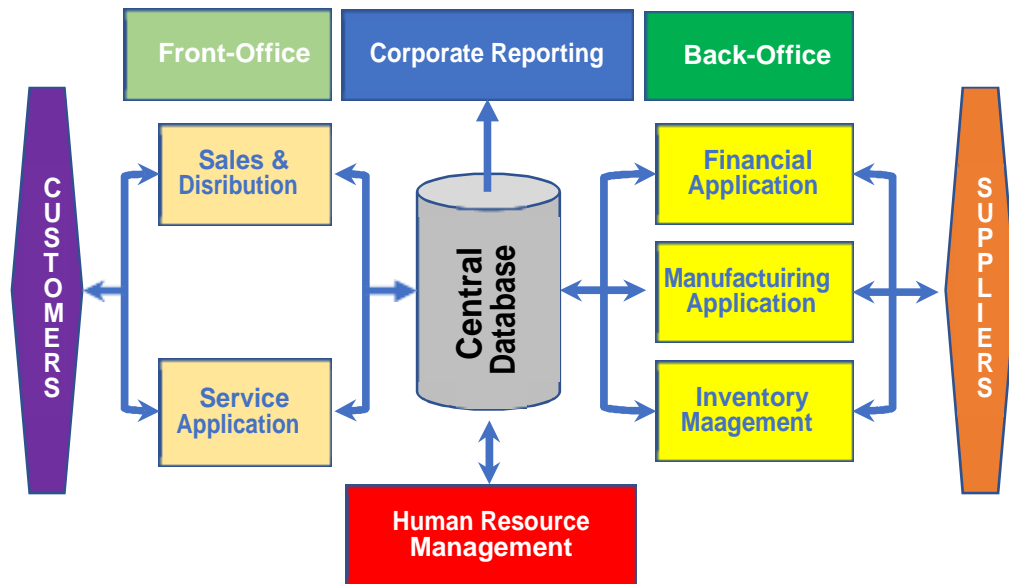 Front-Office
Corporate Reporting
Back-Office
CUSTOMERS
Sales &
Disribution
Service
Application
Central
Database
Financial
Application
Manufactuiring
Application
Inventory
Maagement
SUPPLIERS
Human Resource
Management